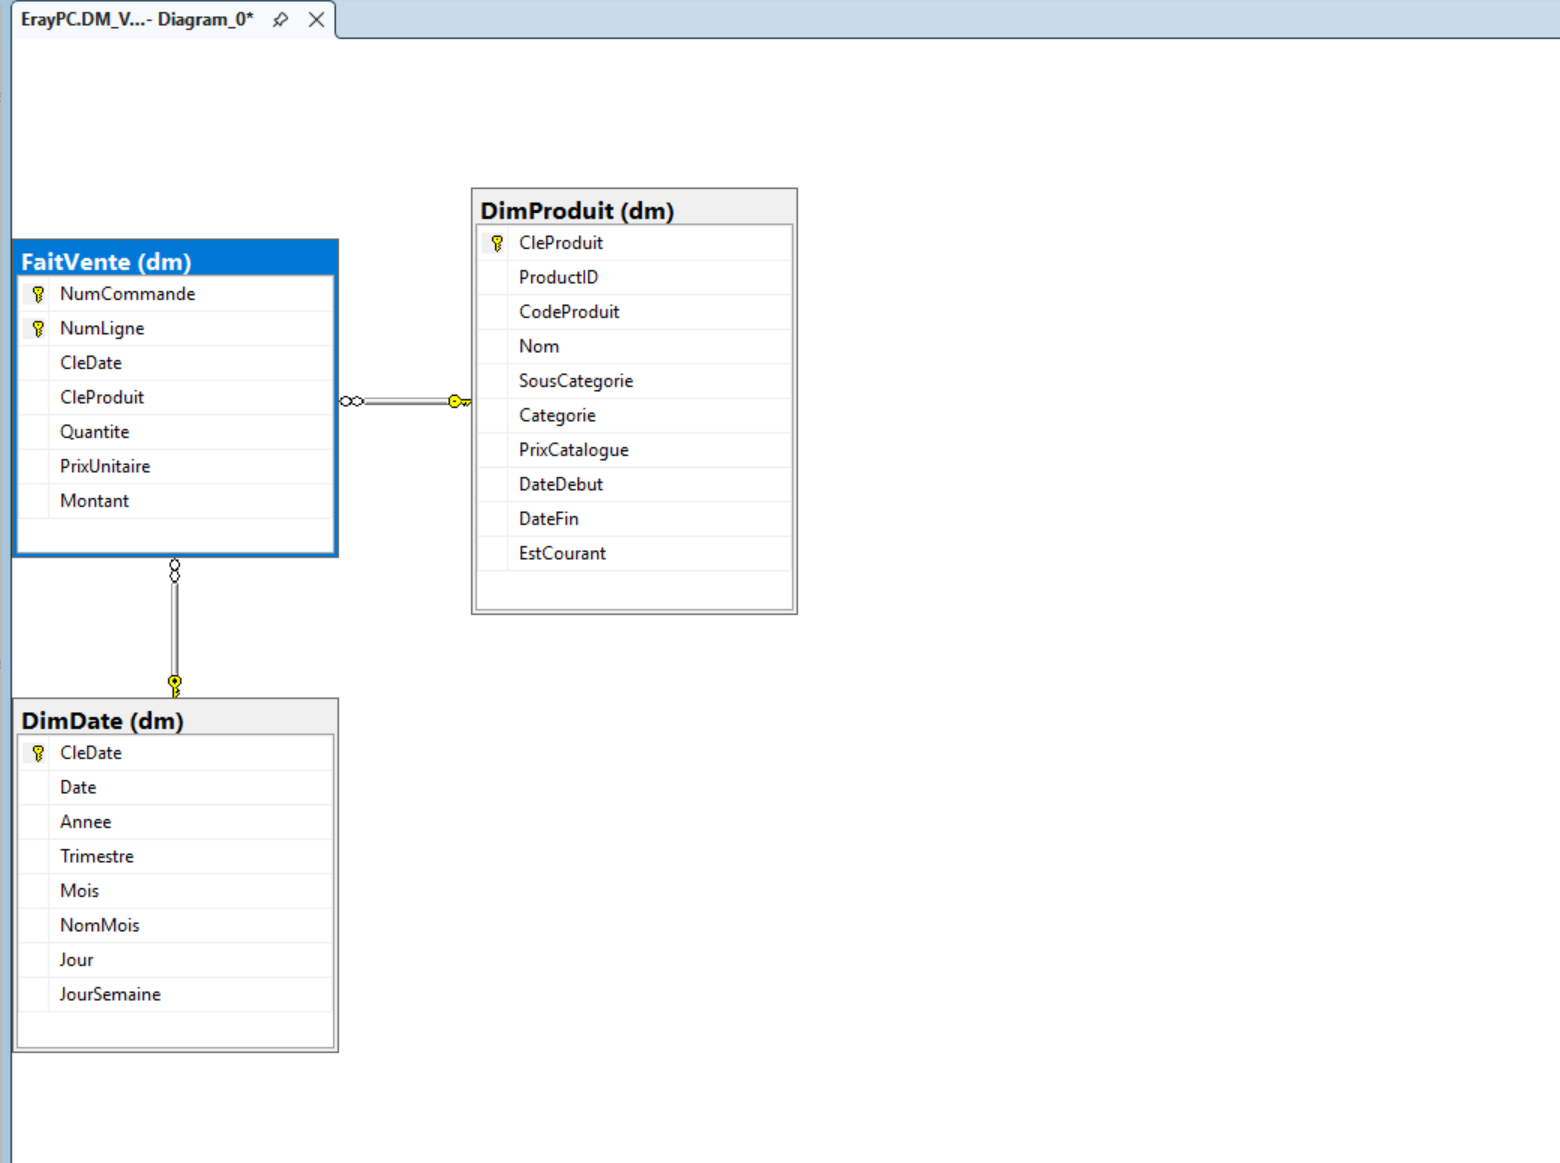 ErayPC.DM_V...- Diagram_0*
FaitVente (dm)
NumCommande
NumLigne
CleDate
CleProduit
Quantite
PrixUnitaire
Montant
DimProduit (dm)
CleProduit
ProductID
CodeProduit
Nom
SousCategorie
Categorie
PrixCatalogue
DateDebut
DateFin
EstCourant
DimDate (dm)
CleDate
Date
Annee
Trimestre
Mois
NomMois
Jour
JourSemaine